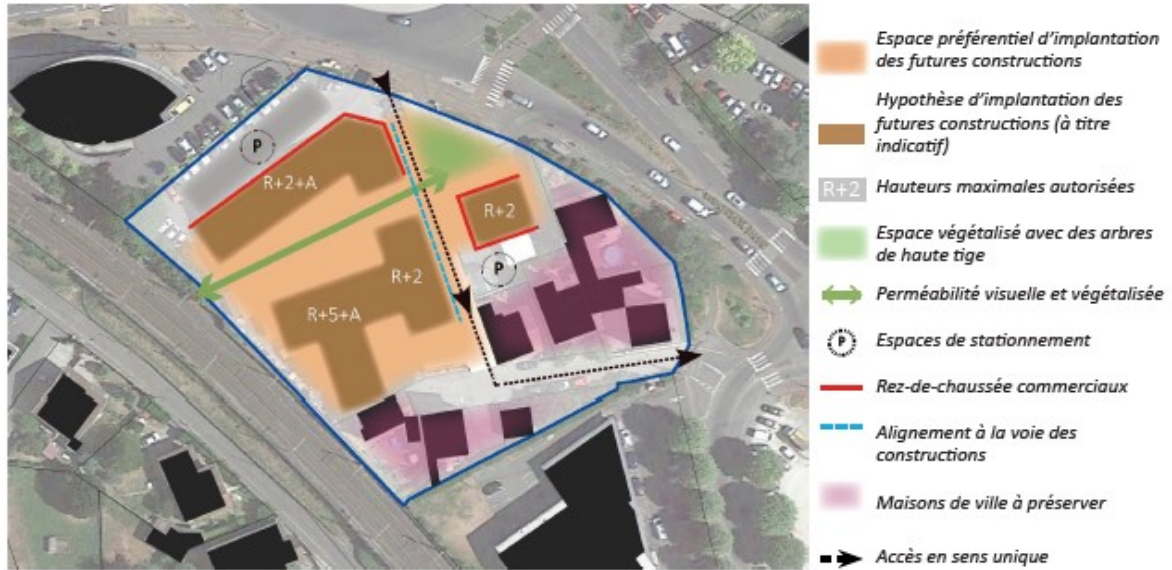 P
R+2+A
R+2
P
R+2
R+5+A
Espace préférentiel d'implantation
des futures constructions
Hypothèse d'implantation des
futures constructions (à titre
indicatif)
R+2 Hauteurs maximales autorisées
Espace végétalisé avec des arbres
de haute tige
Perméabilité visuelle et végétalisée
P Espaces de stationnement
Rez-de-chaussée commerciaux
Alignement à la voie des
constructions
Maisons de ville à préserver
Accès en sens unique